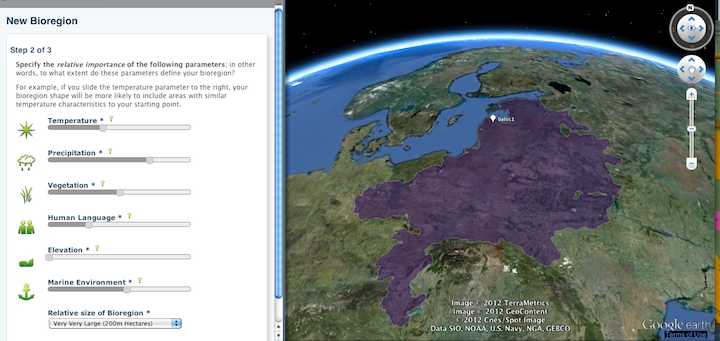 New Bioregion
Step 2 of 3
Specify the relative importance of the following parameters; in other
words, to what extent do these parameters define your bioregion?
For example, if you slide the temperature parameter to the right, your
bioregion shape will be more likely to include areas with similar
temperature characteristics to your starting point.
Temperature *
Precipitation *
Vegetation *
Human Language *
Elevation *
Marine Environment *
Relative size of Bioregion *
Very Very Large (200m Hectares)
N
Baltic1
Image © 2012 TerraMetrics
Image © 2012 GeoContent
© 2012 Cnes/Spot Image
Data SIO, NOAA, U.S. Navy, NGA, GEBCO
Google earth
Terms of Use